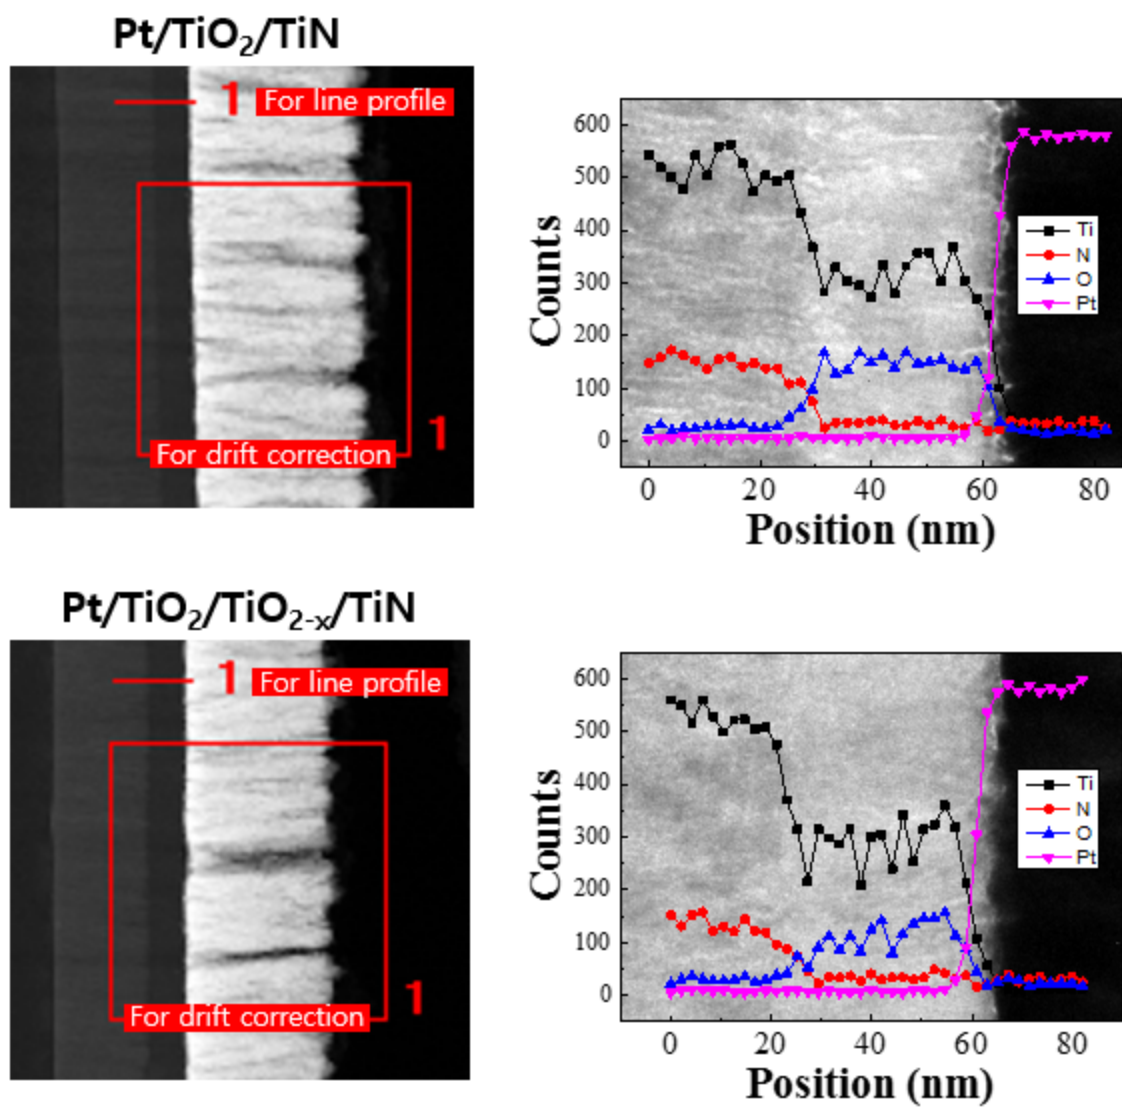 Pt/TiO₂/TiN
1 For line profile
For drift correction 1
600
500
400
300
200
100
0
Counts
Ti
N
O
Pt
0 20 40 60 80
Position (nm)
Pt/TiO₂/TiO₂₋ₓ/TiN
1 For line profile
For drift correction 1
600
500
400
300
200
100
0
Counts
Ti
N
O
Pt
0 20 40 60 80
Position (nm)